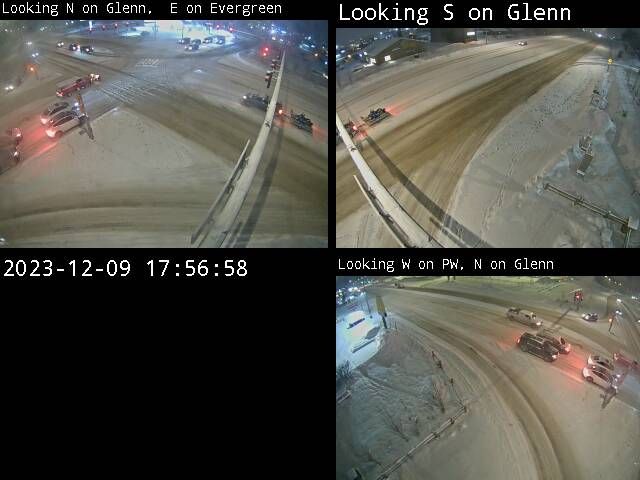 Looking N on Glenn,  E on Evergreen
Looking S on Glenn
2023-12-09 17:56:58
Looking W on PW, N on Glenn